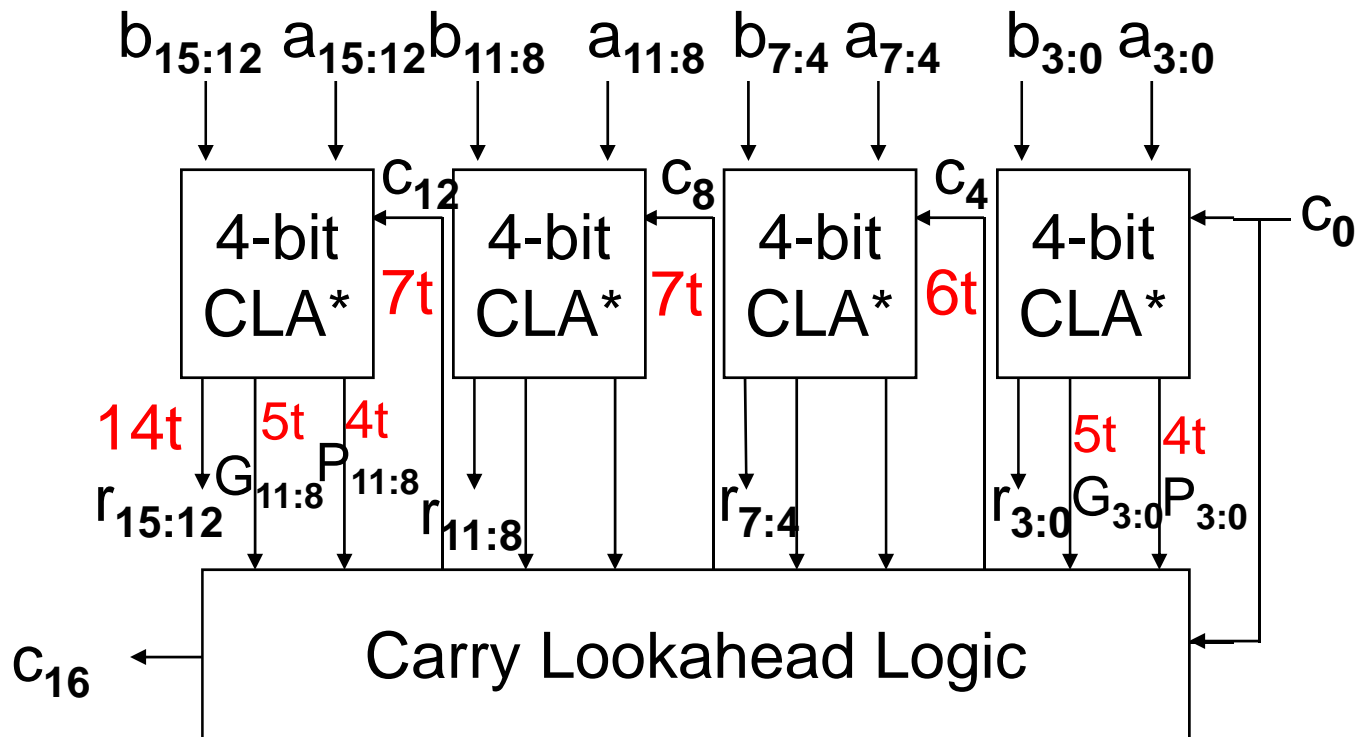 b15:12 a15:12 b11:8 a11:8 b7:4 a7:4 b3:0 a3:0
c12 c8 c4 c0
4-bit CLA* 4-bit CLA* 4-bit CLA* 4-bit CLA*
7t 7t 6t
14t 5t 4t 5t 4t
r15:12 G11:8 P11:8 r11:8 r7:4 r3:0 G3:0 P3:0
Carry Lookahead Logic
c16